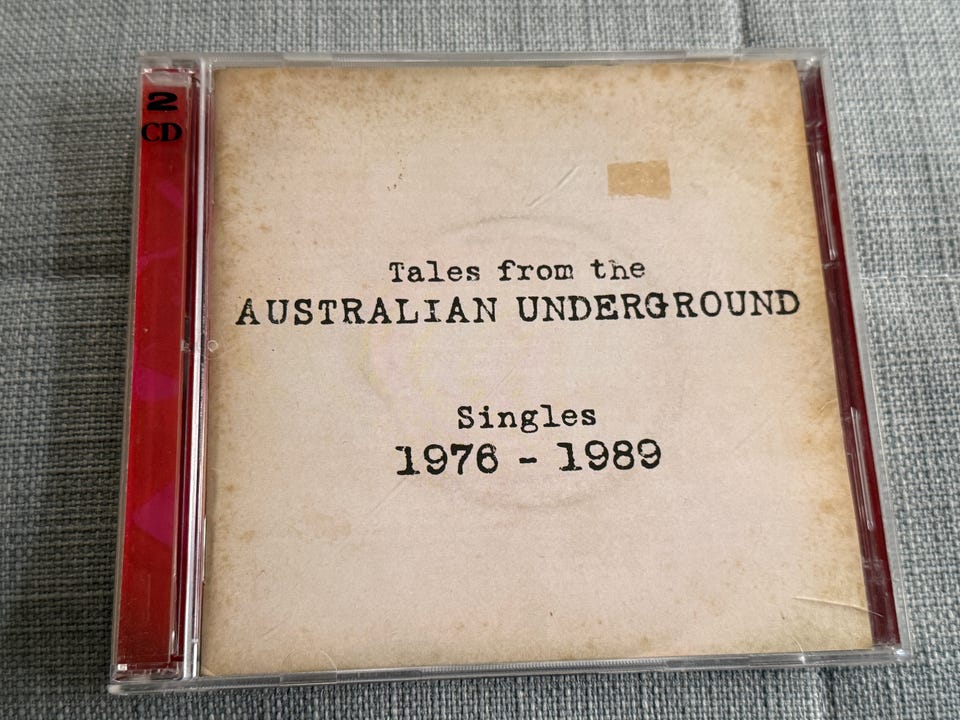 2
CD
Tales from the
AUSTRALIAN UNDERGROUND
Singles
1976 - 1989